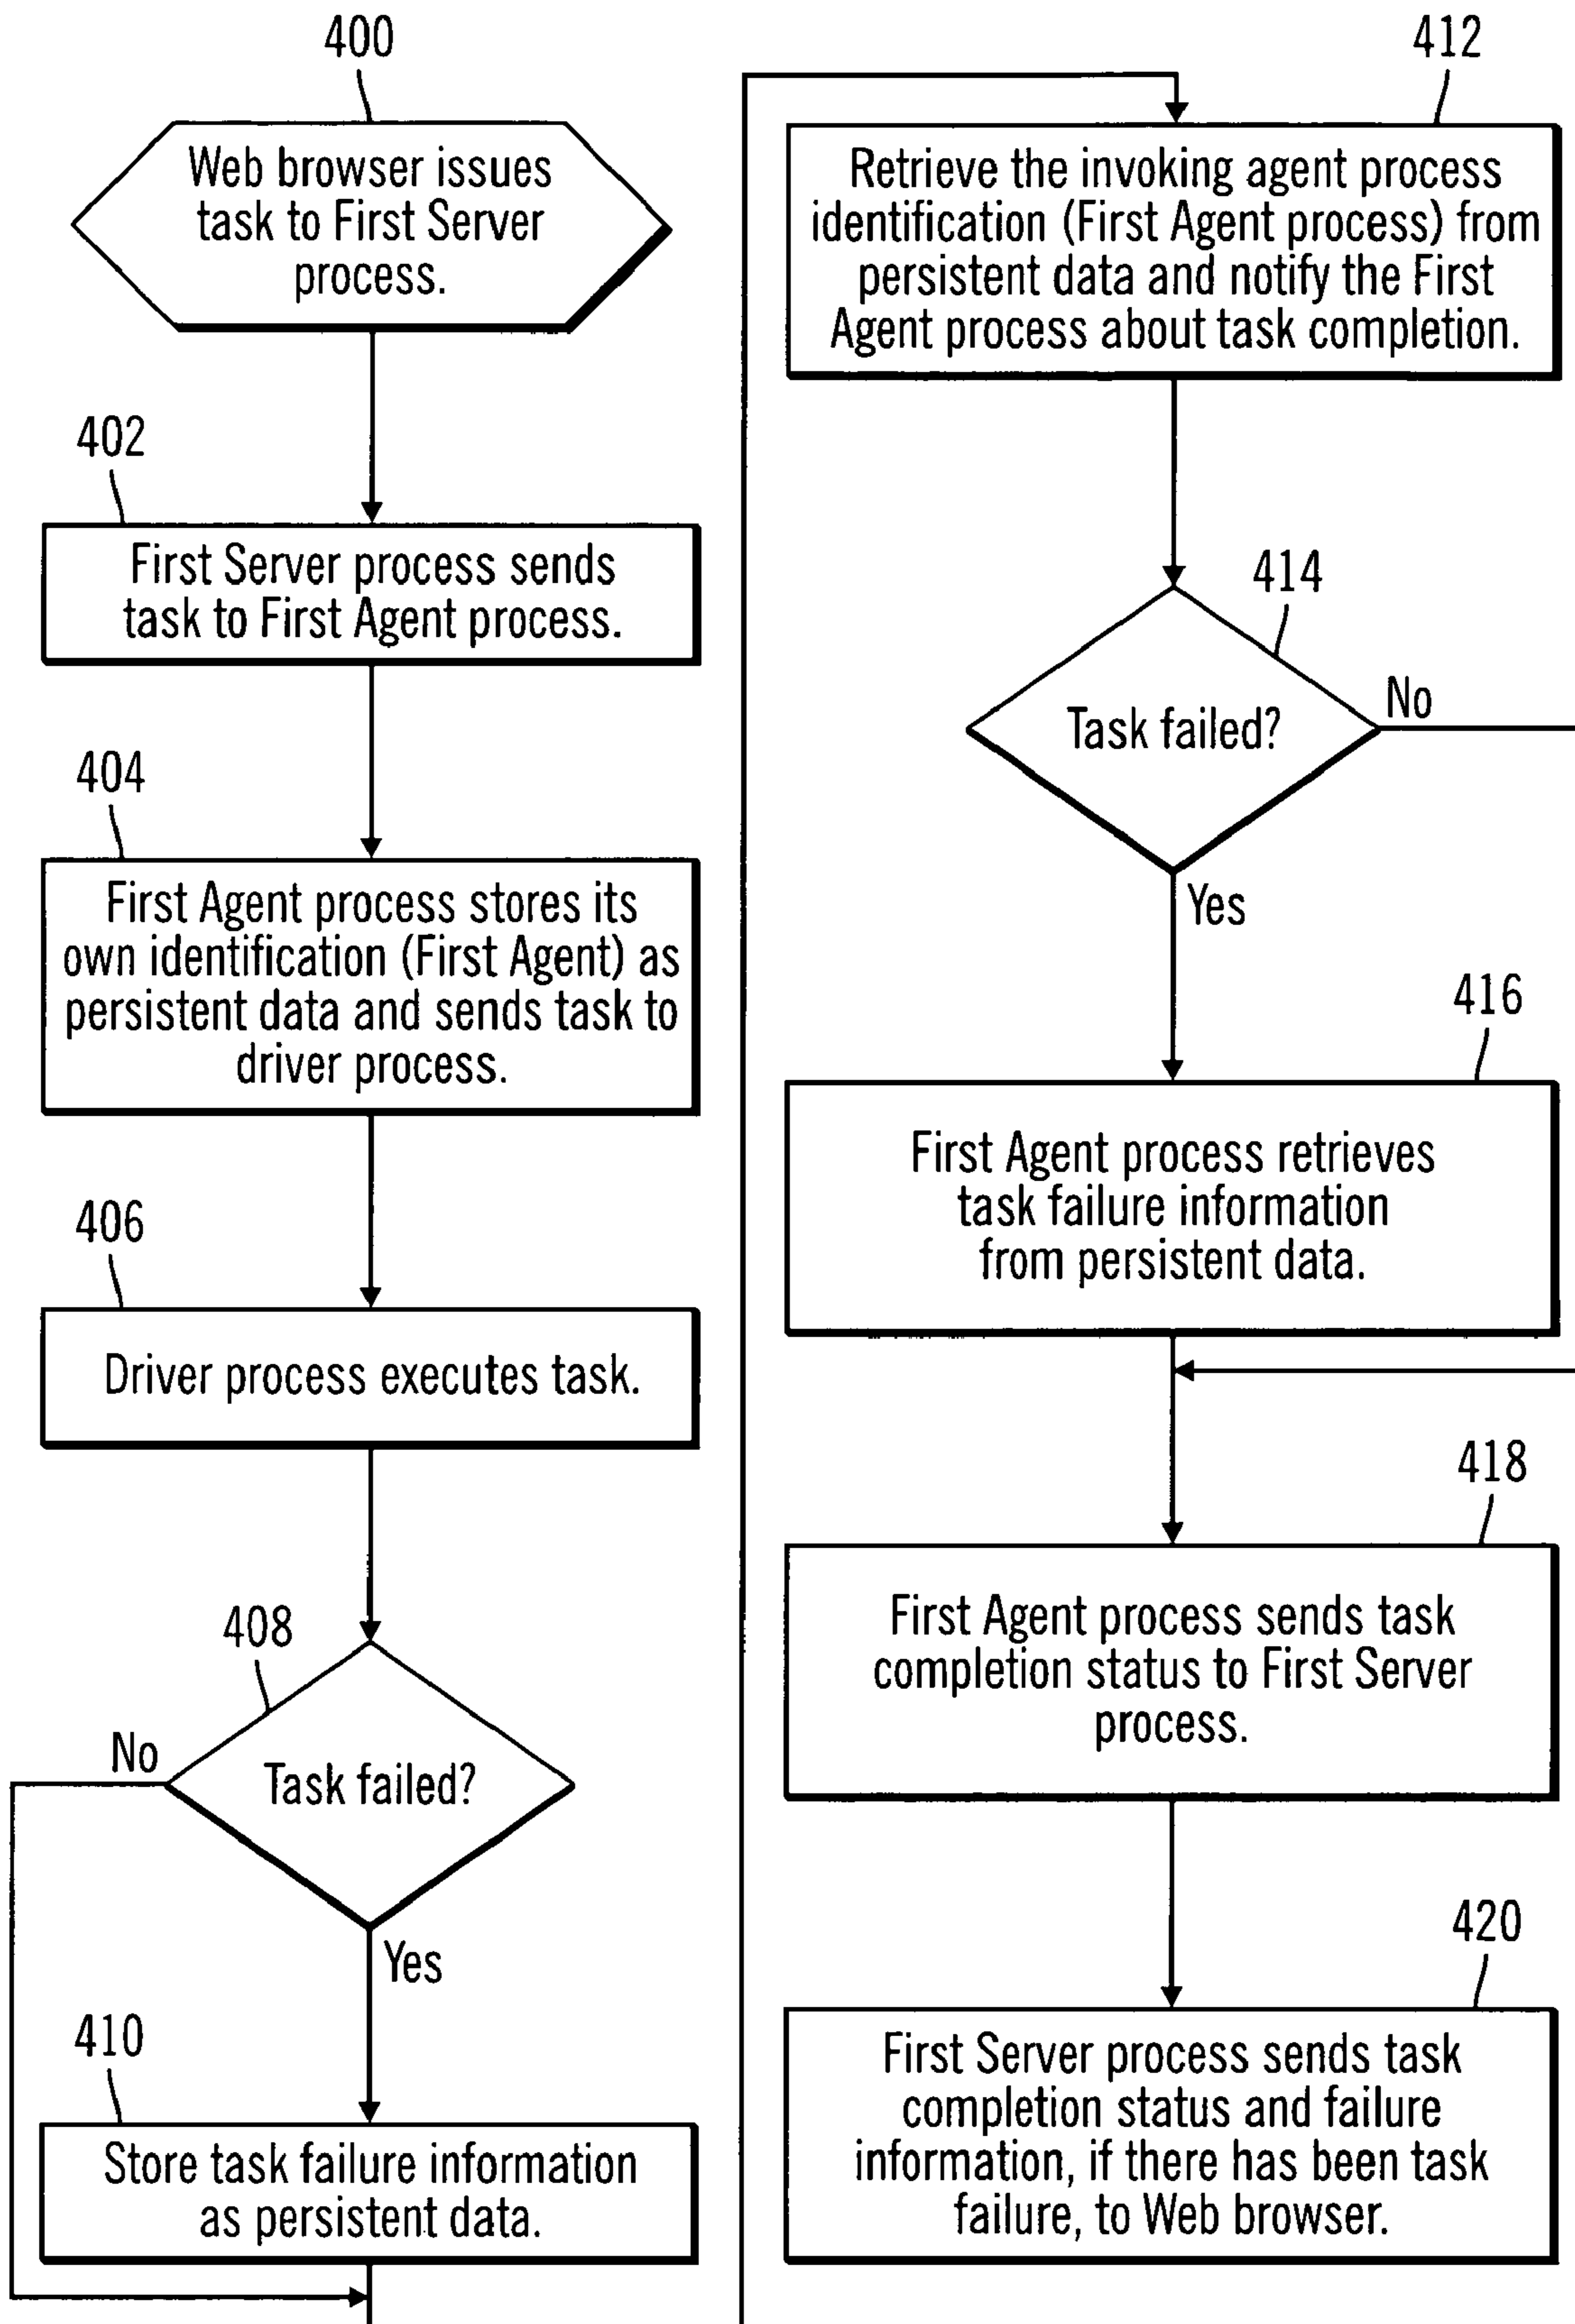 400
Web browser issues
task to First Server
process.
402
First Server process sends
task to First Agent process.
404
First Agent process stores its
own identification (First Agent) as
persistent data and sends task to
driver process.
406
Driver process executes task.
408
No
Task failed?
Yes
410
Store task failure information
as persistent data.
412
Retrieve the invoking agent process
identification (First Agent process) from
persistent data and notify the First
Agent process about task completion.
414
No
Task failed?
Yes
416
First Agent process retrieves
task failure information
from persistent data.
418
First Agent process sends task
completion status to First Server
process.
420
First Server process sends task
completion status and failure
information, if there has been task
failure, to Web browser.